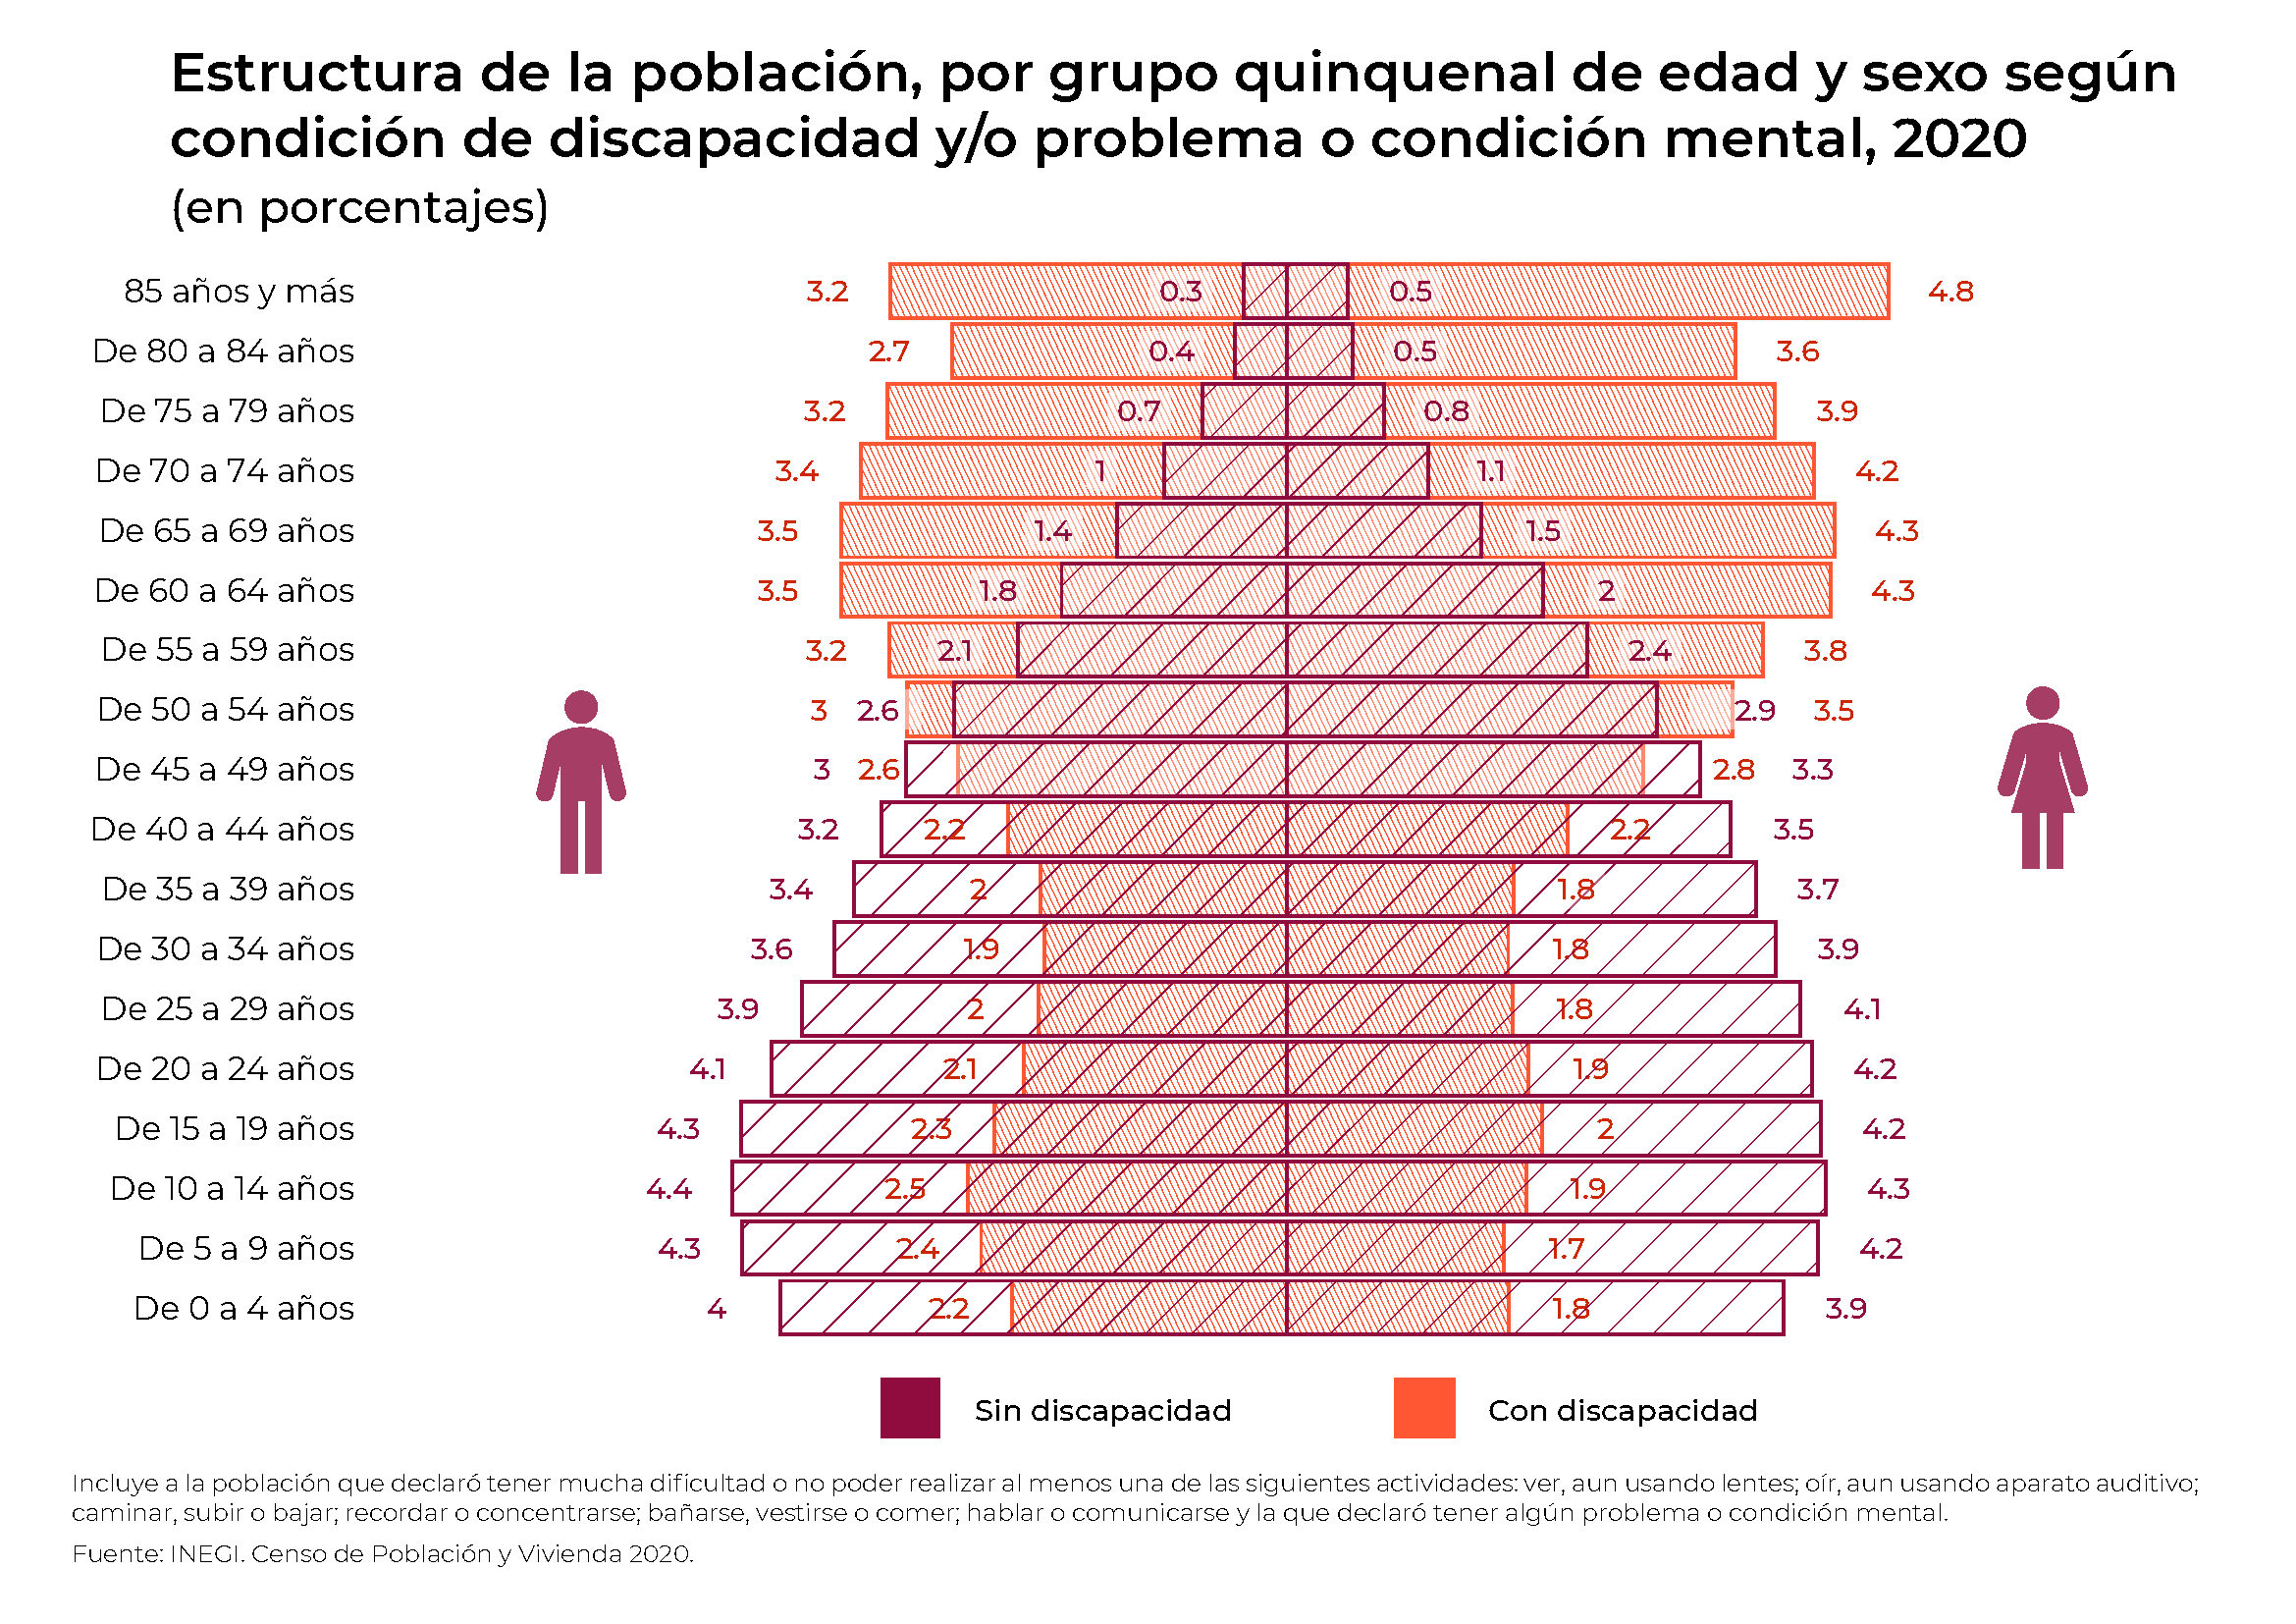 Estructura de la población, por grupo quinquenal de edad y sexo según
condición de discapacidad y/o problema o condición mental, 2020
(en porcentajes)
85 años y más 3.2 0.3 0.5 4.8
De 80 a 84 años 2.7 0.4 0.5 3.6
De 75 a 79 años 3.2 0.7 0.8 3.9
De 70 a 74 años 3.4 1 1.1 4.2
De 65 a 69 años 3.5 1.4 1.5 4.3
De 60 a 64 años 3.5 1.8 2 4.3
De 55 a 59 años 3.2 2.1 2.4 3.8
De 50 a 54 años 3 2.6 2.9 3.5
De 45 a 49 años 3 2.6 2.8 3.3
De 40 a 44 años 3.2 2.2 2.2 3.5
De 35 a 39 años 3.4 2 1.8 3.7
De 30 a 34 años 3.6 1.9 1.8 3.9
De 25 a 29 años 3.9 2 1.8 4.1
De 20 a 24 años 4.1 2.1 1.9 4.2
De 15 a 19 años 4.3 2.3 2 4.2
De 10 a 14 años 4.4 2.5 1.9 4.3
De 5 a 9 años 4.3 2.4 1.7 4.2
De 0 a 4 años 4 2.2 1.8 3.9
Sin discapacidad Con discapacidad
Incluye a la población que declaró tener mucha dificultad o no poder realizar al menos una de las siguientes actividades: ver, aun usando lentes; oír, aun usando aparato auditivo;
caminar, subir o bajar; recordar o concentrarse; bañarse, vestirse o comer; hablar o comunicarse y la que declaró tener algún problema o condición mental.
Fuente: INEGI. Censo de Población y Vivienda 2020.